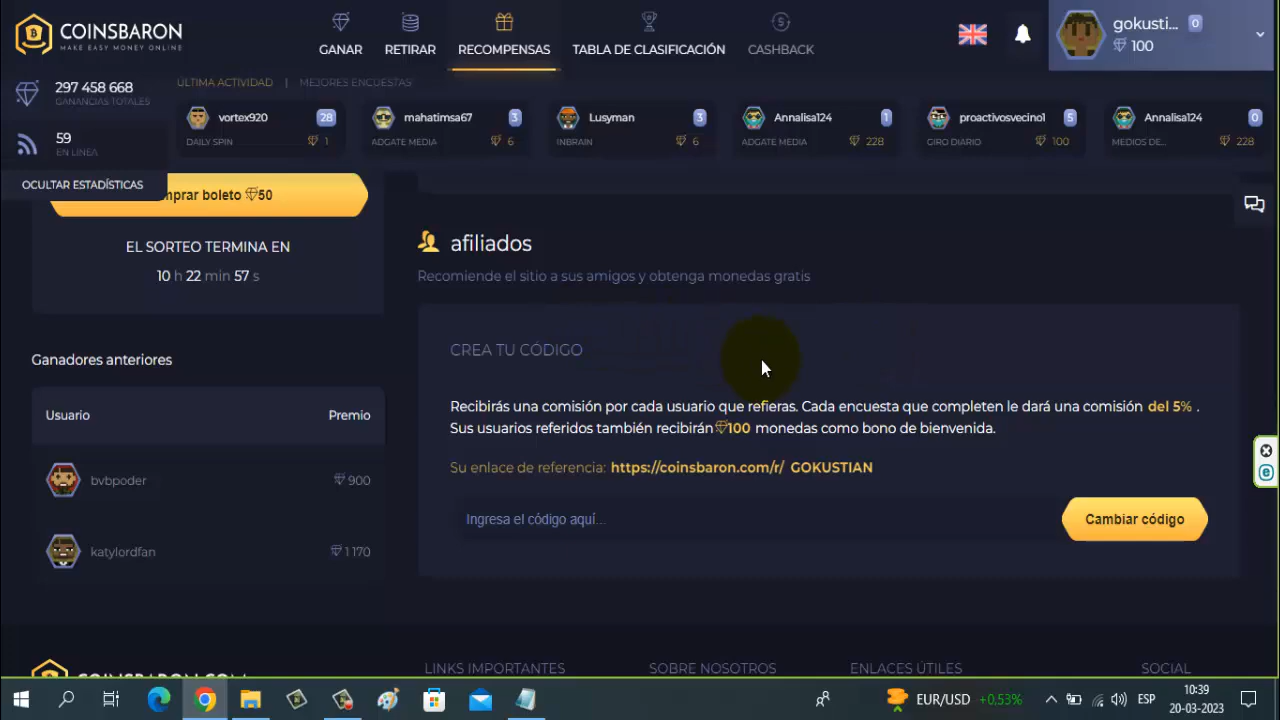 COINSBARON
MAKE EASY MONEY ONLINE
GANAR
RETIRAR
RECOMPENSAS
TABLA DE CLASIFICACIÓN
CASHBACK
gokusti... 0
100
297 458 668
GANANCIAS TOTALES
59
EN LÍNEA
OCULTAR ESTADÍSTICAS
ÚLTIMA ACTIVIDAD | MEJORES ENCUESTAS
vortex920 28
DAILY SPIN 1
mahatimsa67 3
ADGATE MEDIA 6
Lusyman 3
INBRAIN 6
Annalisa124 1
ADGATE MEDIA 228
proactivosvecino1 5
GIRO DIARIO 100
Annalisa124 0
MEDIOS DE... 228
mprar boleto 50
EL SORTEO TERMINA EN
10 h 22 min 57 s
Ganadores anteriores
Usuario Premio
bvbpoder 900
katylordfan 1 170
afiliados
Recomiende el sitio a sus amigos y obtenga monedas gratis
CREA TU CÓDIGO
Recibirás una comisión por cada usuario que refieras. Cada encuesta que completen le dará una comisión del 5% .
Sus usuarios referidos también recibirán 100 monedas como bono de bienvenida.
Su enlace de referencia: https://coinsbaron.com/r/ GOKUSTIAN
Ingresa el código aquí...
Cambiar código
LINKS IMPORTANTES
SOBRE NOSOTROS
ENLACES ÚTILES
SOCIAL
EUR/USD +0,53%
ESP
10:39
20-03-2023